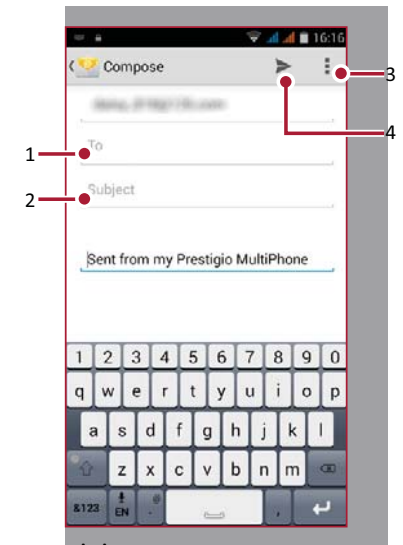 16:16
Compose
3
4
1
To
2
Subject
Sent from my Prestigio MultiPhone
1 2 3 4 5 6 7 8 9 0
q w e r t y u i o p
a s d f g h j k l
z x c v b n m
&123 EN @ . ,